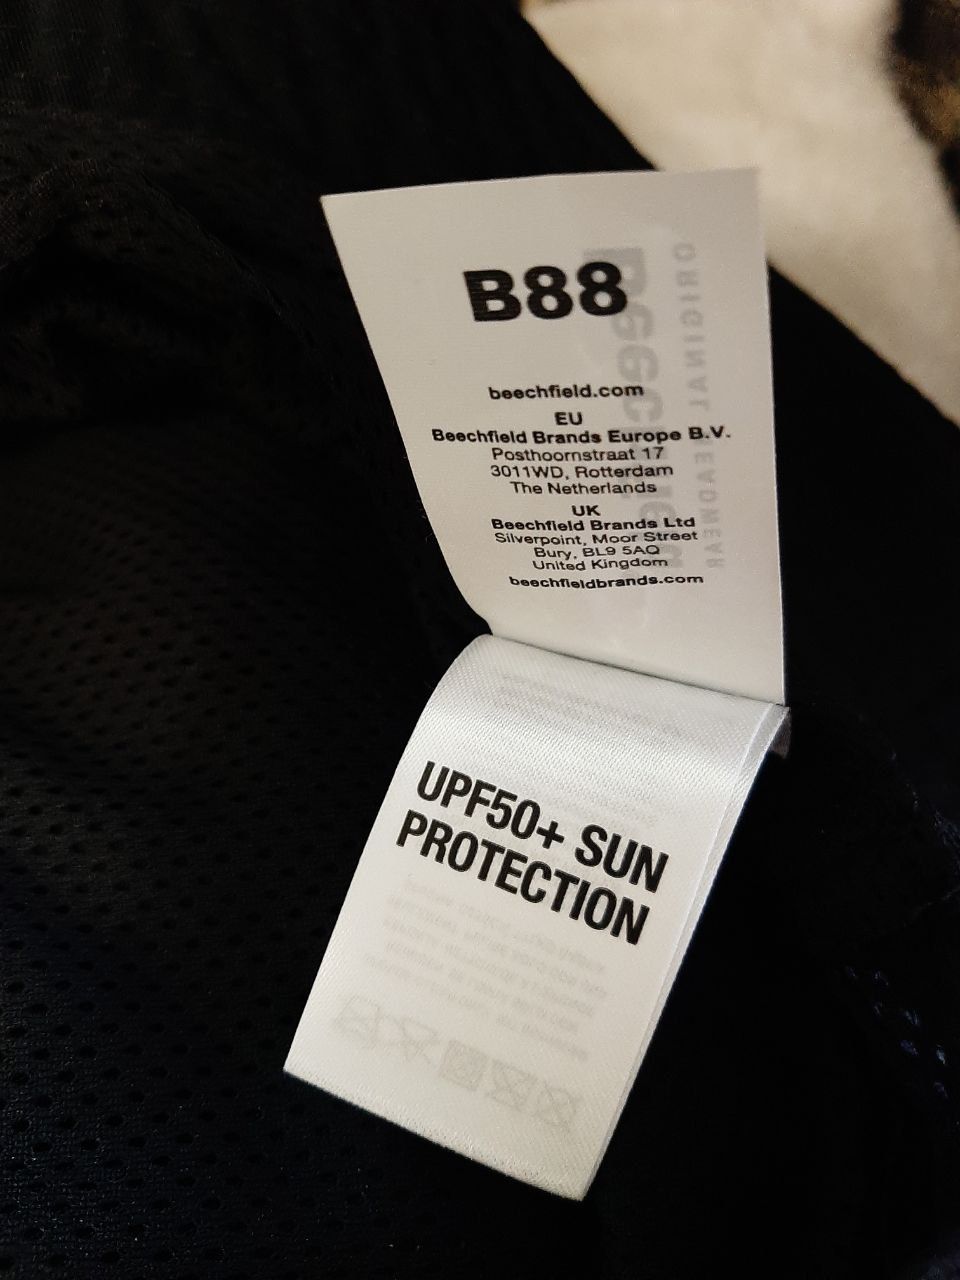 B88
beechfield.com
EU
Beechfield Brands Europe B.V.
Posthoornstraat 17
3011WD, Rotterdam
The Netherlands
UK
Beechfield Brands Ltd
Silverpoint, Moor Street
Bury, BL9 5AQ
United Kingdom
beechfieldbrands.com
ORIGINAL HEADWEAR
Beechfield
UPF50+ SUN
PROTECTION